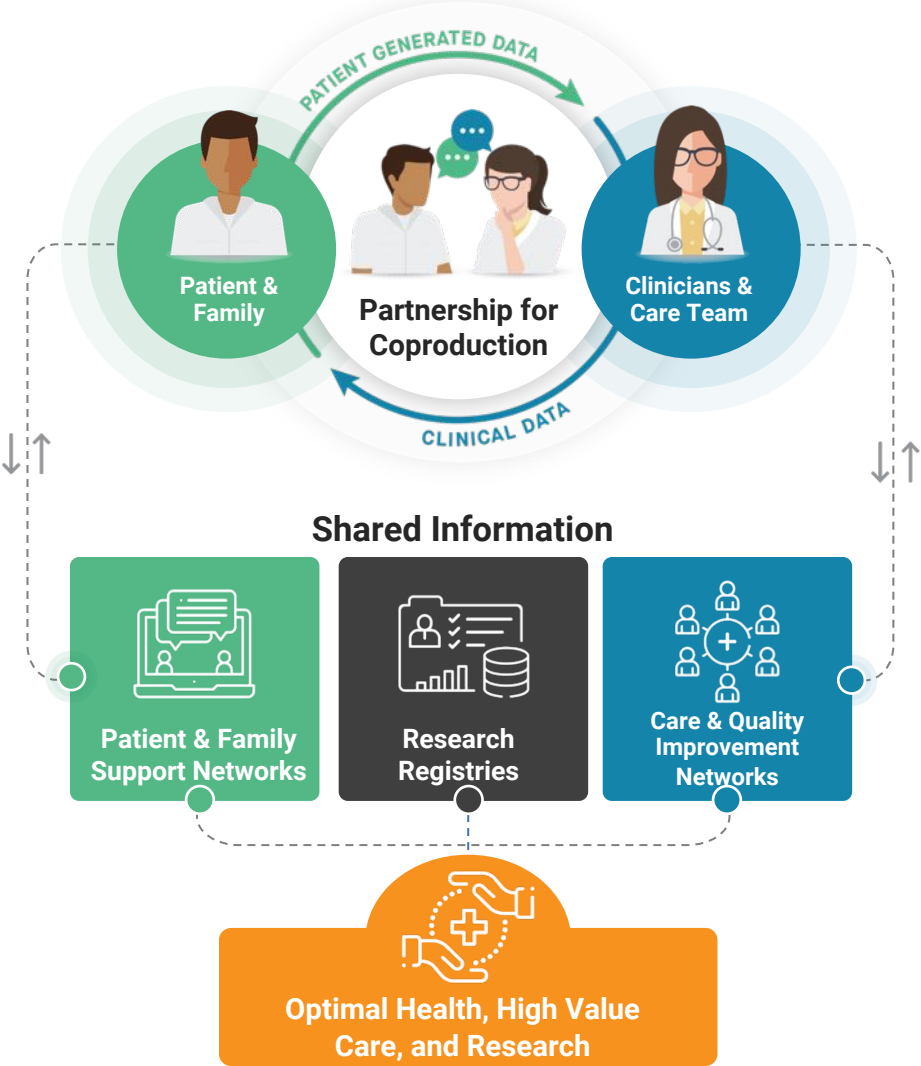 PATIENT GENERATED DATA
Patient &
Family
Clinicians &
Care Team
Partnership for
Coproduction
CLINICAL DATA
Shared Information
Patient & Family
Support Networks
Research
Registries
Care & Quality
Improvement
Networks
Optimal Health, High Value
Care, and Research